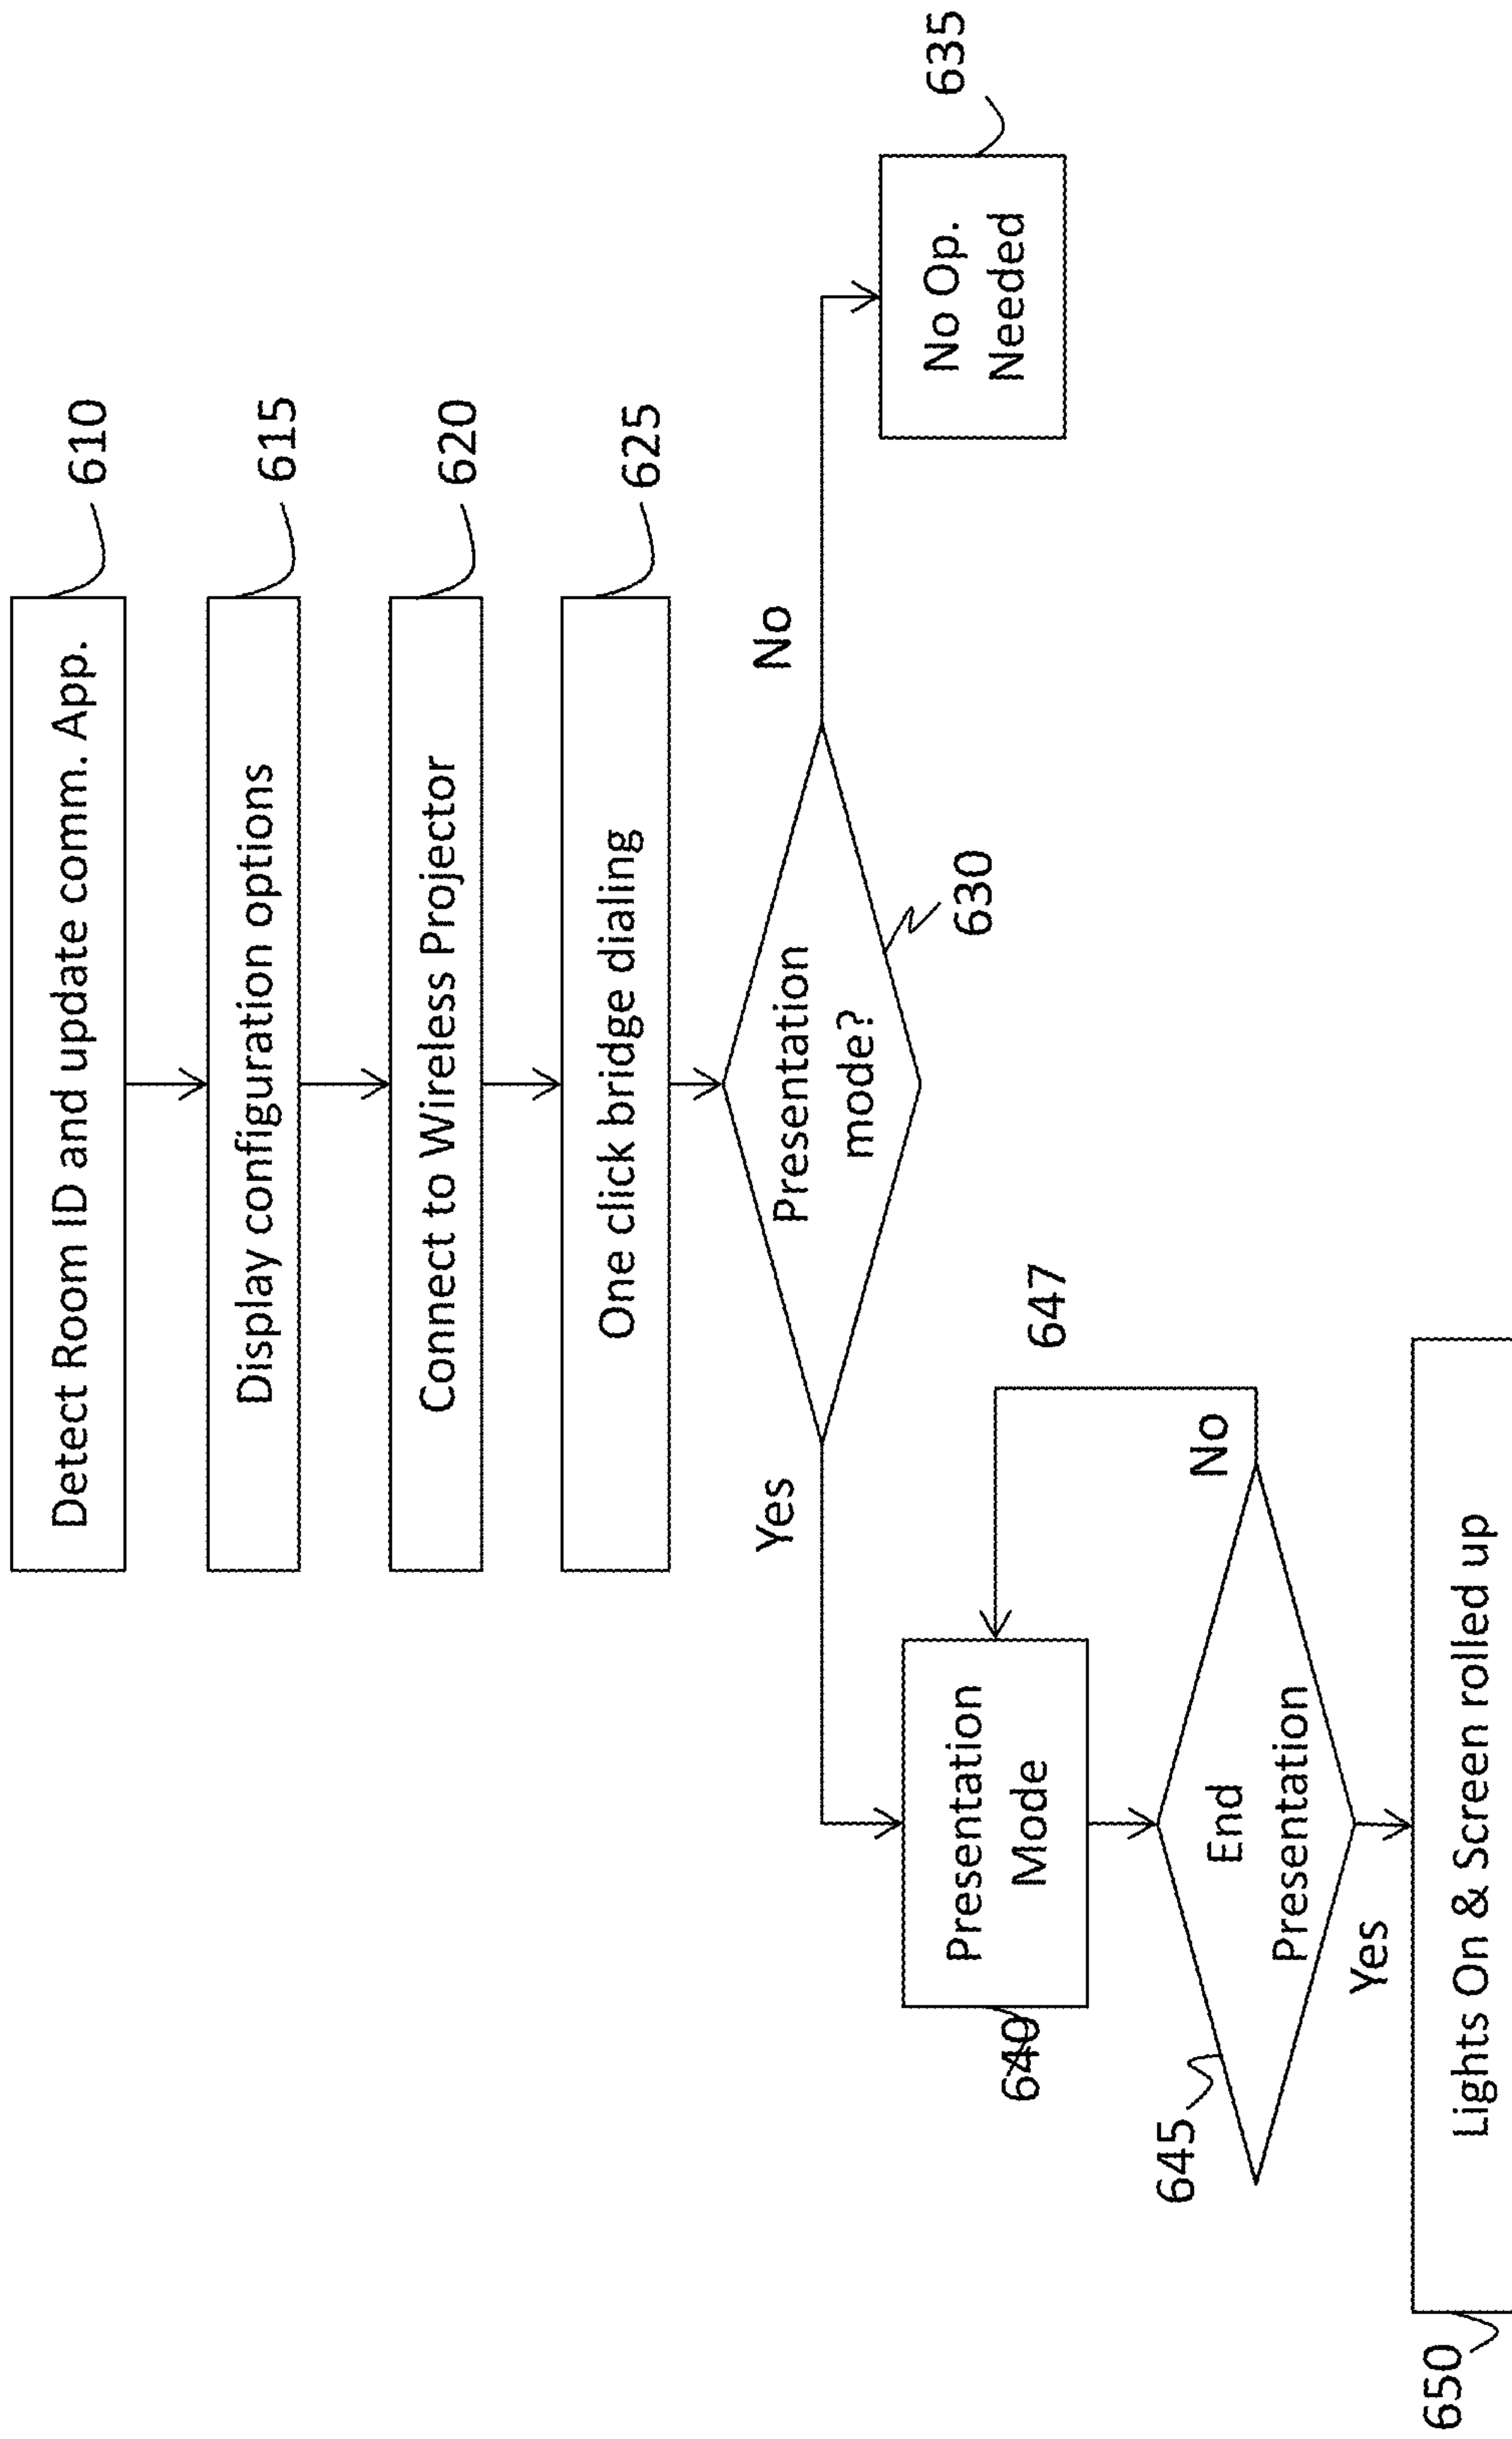 Detect Room ID and update comm. App.
610
Display configuration options
615
Connect to Wireless Projector
620
One click bridge dialing
625
Presentation
mode?
630
Yes
No
No Op.
Needed
635
Presentation
Mode
640
647
End
Presentation
645
No
Yes
Lights On & Screen rolled up
650